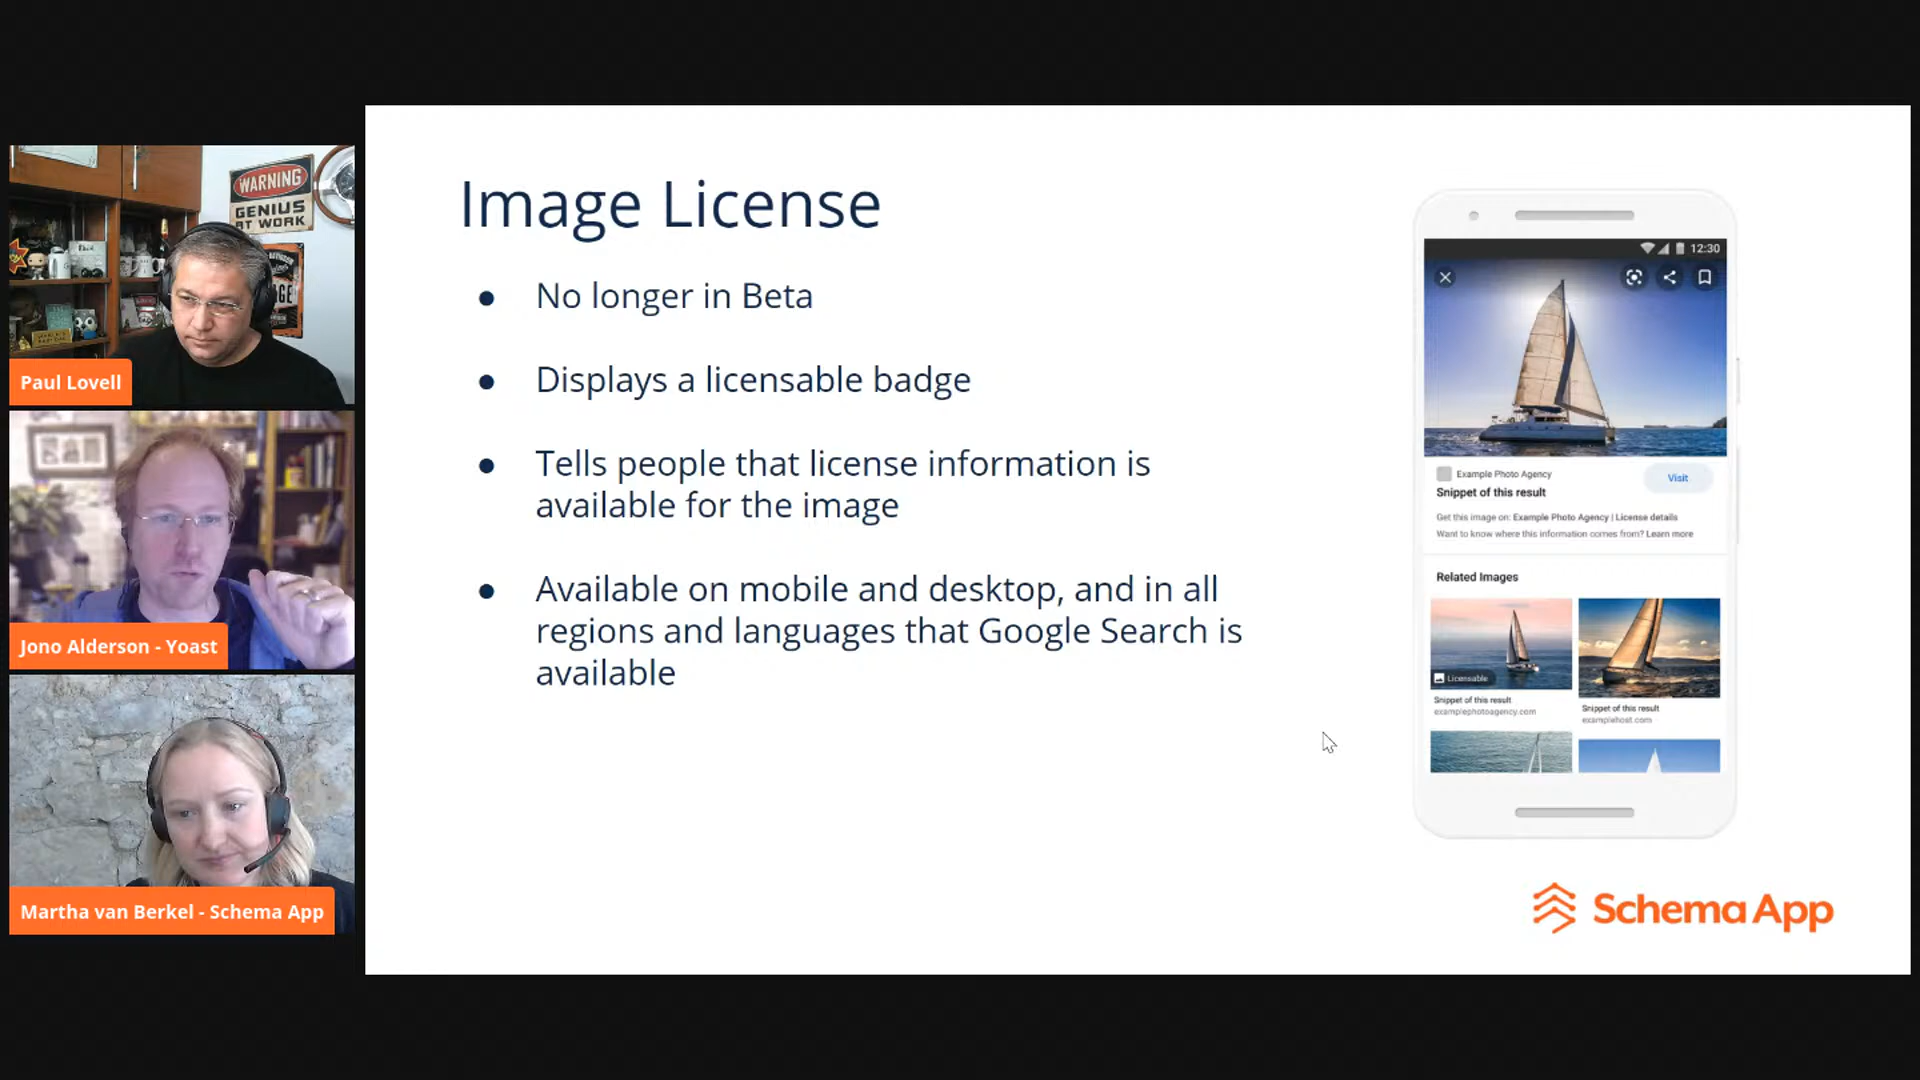 WARNING
GENIUS
AT WORK
Paul Lovell
Jono Alderson - Yoast
Martha van Berkel - Schema App
Image License
● No longer in Beta
● Displays a licensable badge
● Tells people that license information is
available for the image
● Available on mobile and desktop, and in all
regions and languages that Google Search is
available
12:30
Example Photo Agency
Visit
Snippet of this result
Get this image on: Example Photo Agency | License details
Want to know where this information comes from? Learn more
Related Images
Licensable
Snippet of this result
examplephotoagency.com
Snippet of this result
examplehost.com
Schema App